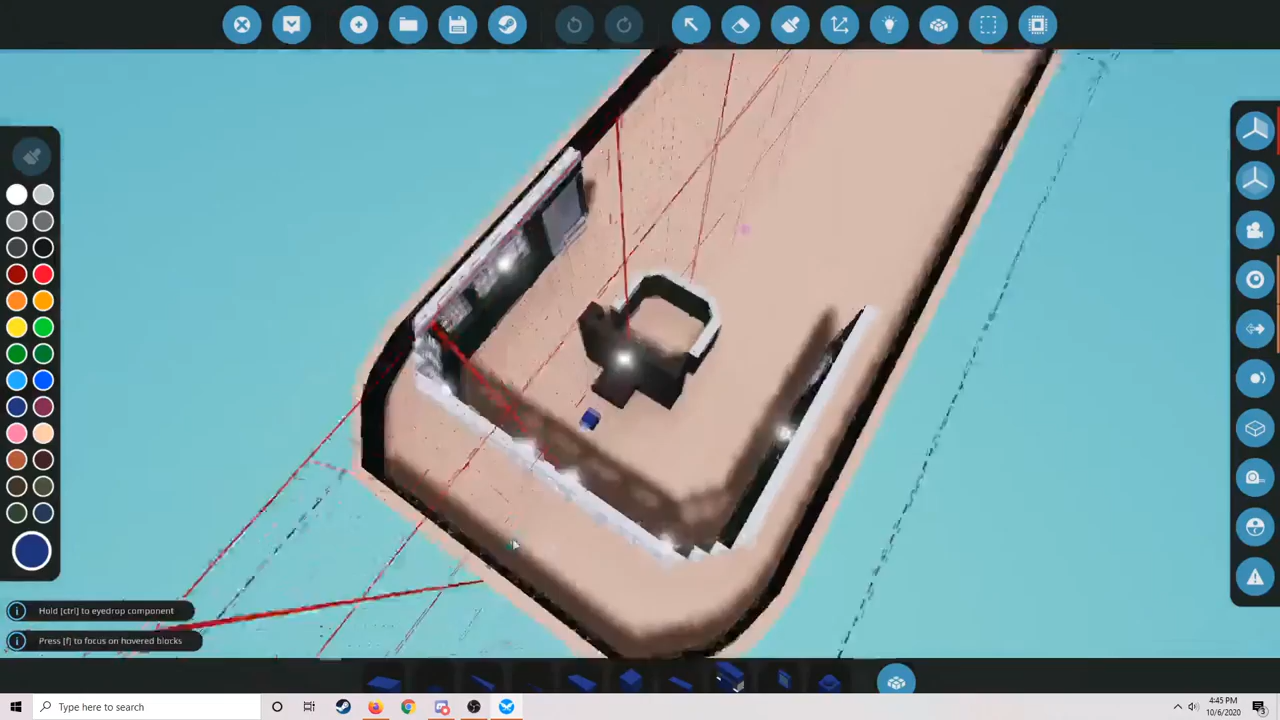 Hold [ctrl] to eyedrop component
Press [f] to focus on hovered blocks
Type here to search
4:45 PM
10/6/2020
3